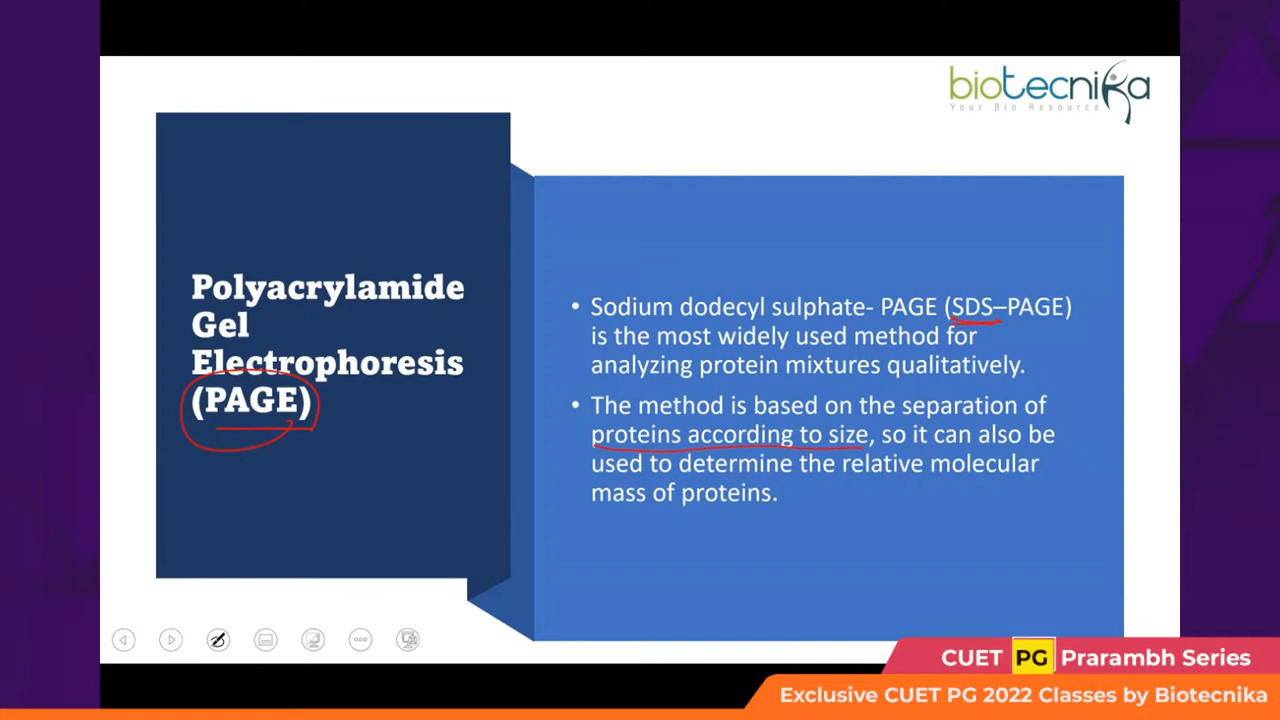 biotecnika
Your Bio Resource
Polyacrylamide
Gel
Electrophoresis
(PAGE)
• Sodium dodecyl sulphate- PAGE (SDS–PAGE)
is the most widely used method for
analyzing protein mixtures qualitatively.
• The method is based on the separation of
proteins according to size, so it can also be
used to determine the relative molecular
mass of proteins.
CUET PG Prarambh Series
Exclusive CUET PG 2022 Classes by Biotecnika